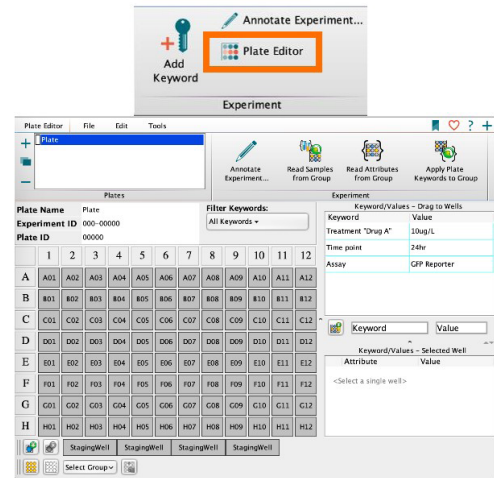 Annotate Experiment...
Add
Keyword
Plate Editor
Experiment
Plate Editor File Edit Tools
Plate
Annotate
Experiment...
Read Samples
from Group
Read Attributes
from Group
Apply Plate
Keywords to Group
Plates
Experiment
Plate Name Plate
Experiment ID 000-00000
Plate ID 00000
Filter Keywords:
All Keywords
Keyword/Values - Drag to Wells
Keyword Value
Treatment "Drug A" 10ug/L
Time point 24hr
Assay GFP Reporter
1 2 3 4 5 6 7 8 9 10 11 12
A A01 A02 A03 A04 A05 A06 A07 A08 A09 A10 A11 A12
B B01 B02 B03 B04 B05 B06 B07 B08 B09 B10 B11 B12
C C01 C02 C03 C04 C05 C06 C07 C08 C09 C10 C11 C12
D D01 D02 D03 D04 D05 D06 D07 D08 D09 D10 D11 D12
E E01 E02 E03 E04 E05 E06 E07 E08 E09 E10 E11 E12
F F01 F02 F03 F04 F05 F06 F07 F08 F09 F10 F11 F12
G G01 G02 G03 G04 G05 G06 G07 G08 G09 G10 G11 G12
H H01 H02 H03 H04 H05 H06 H07 H08 H09 H10 H11 H12
Keyword Value
Keyword/Values - Selected Well
Attribute Value
<Select a single well>
StagingWell StagingWell StagingWell StagingWell
Select Group